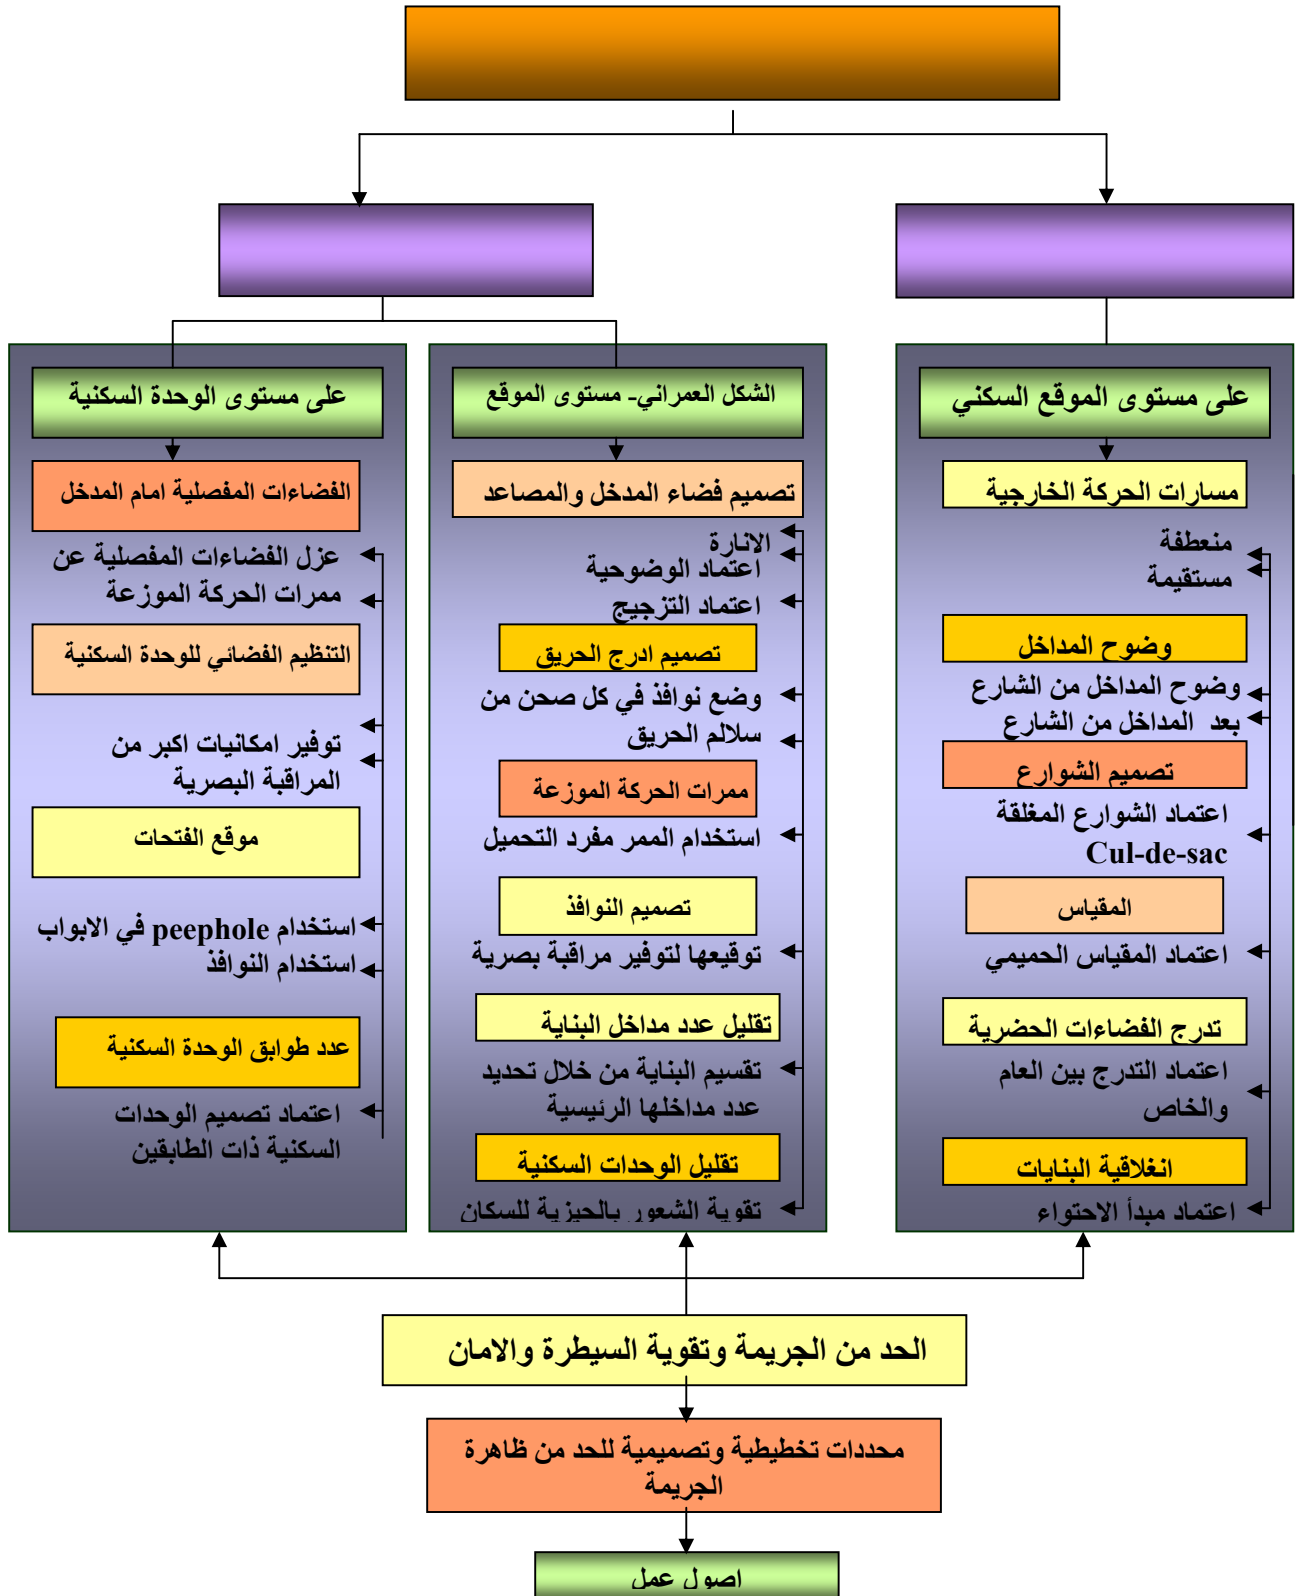 على مستوى الموقع السكني
مسارات الحركة الخارجية
منعطفة
مستقيمة
وضوح المداخل
وضوح المداخل من الشارع
بعد المداخل من الشارع
تصميم الشوارع
اعتماد الشوارع المغلقة
Cul-de-sac
المقياس
اعتماد المقياس الحميمي
تدرج الفضاءات الحضرية
اعتماد التدرج بين العام
والخاص
انغلاقية البنايات
اعتماد مبدأ الاحتواء
الشكل العمراني- مستوى الموقع
تصميم فضاء المدخل والمصاعد
الانارة
اعتماد الوضوحية
اعتماد التزجيج
تصميم ادرج الحريق
وضع نوافذ في كل صحن من
سلالم الحريق
ممرات الحركة الموزعة
استخدام الممر مفرد التحميل
تصميم النوافذ
توقيعها لتوفير مراقبة بصرية
تقليل عدد مداخل البناية
تقسيم البناية من خلال تحديد
عدد مداخلها الرئيسية
تقليل الوحدات السكنية
تقوية الشعور بالحيزية للسكان
على مستوى الوحدة السكنية
الفضاءات المفصلية امام المدخل
عزل الفضاءات المفصلية عن
ممرات الحركة الموزعة
التنظيم الفضائي للوحدة السكنية
توفير امكانيات اكبر من
المراقبة البصرية
موقع الفتحات
استخدام peephole في الابواب
استخدام النوافذ
عدد طوابق الوحدة السكنية
اعتماد تصميم الوحدات
السكنية ذات الطابقين
الحد من الجريمة وتقوية السيطرة والامان
محددات تخطيطية وتصميمية للحد من ظاهرة
الجريمة
اصول عمل